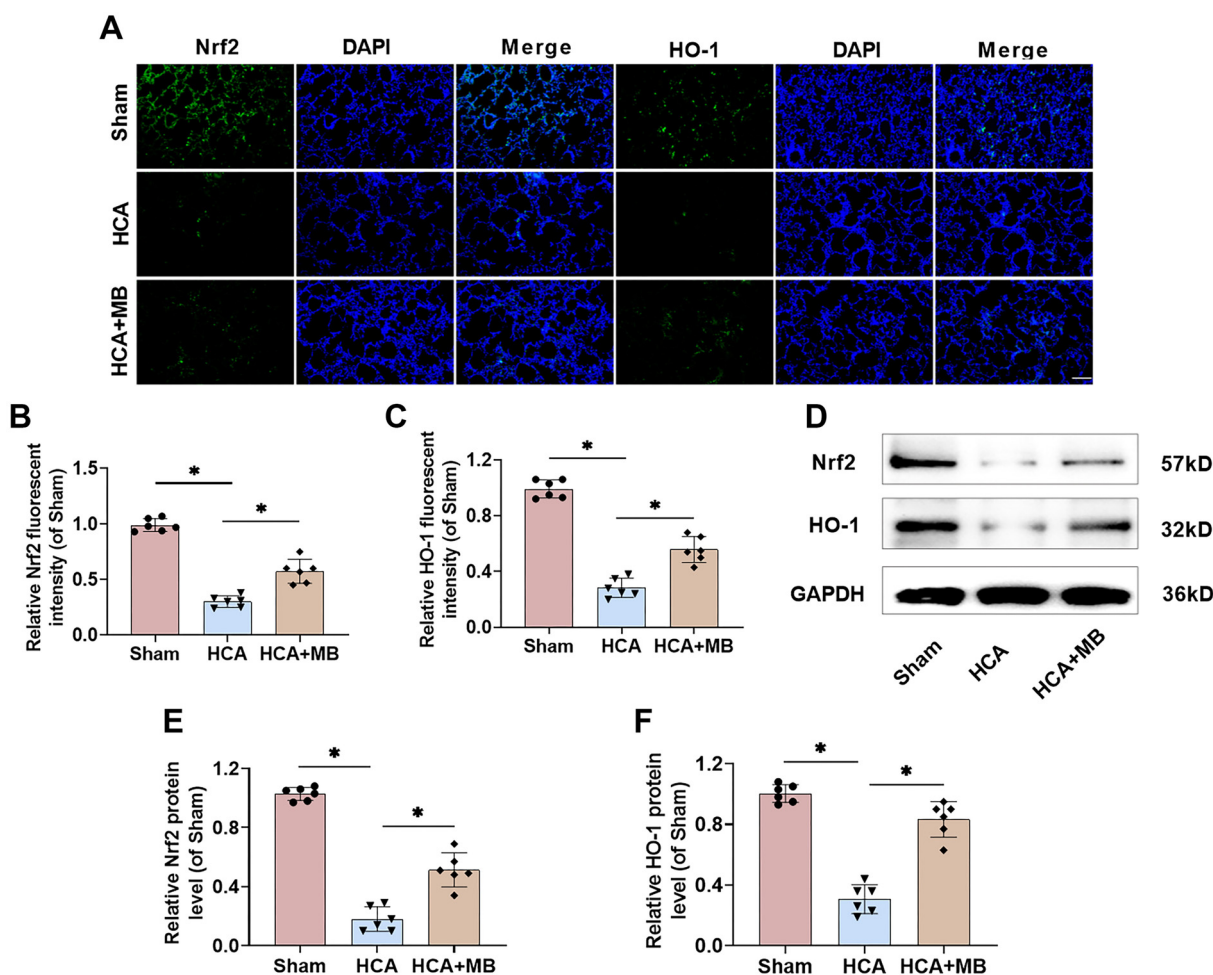 A
Nrf2 DAPI Merge HO-1 DAPI Merge
Sham
HCA
HCA+MB
B
Relative Nrf2 fluorescent
intensity (of Sham)
1.5
1.0
0.5
0.0
* *
Sham HCA HCA+MB
C
Relative HO-1 fluorescent
intensity (of Sham)
1.2
0.8
0.4
0.0
* *
Sham HCA HCA+MB
D
Nrf2 57kD
HO-1 32kD
GAPDH 36kD
Sham HCA HCA+MB
E
Relative Nrf2 protein
level (of Sham)
1.2
0.8
0.4
0.0
* *
Sham HCA HCA+MB
F
Relative HO-1 protein
level (of Sham)
1.2
0.8
0.4
0.0
* *
Sham HCA HCA+MB